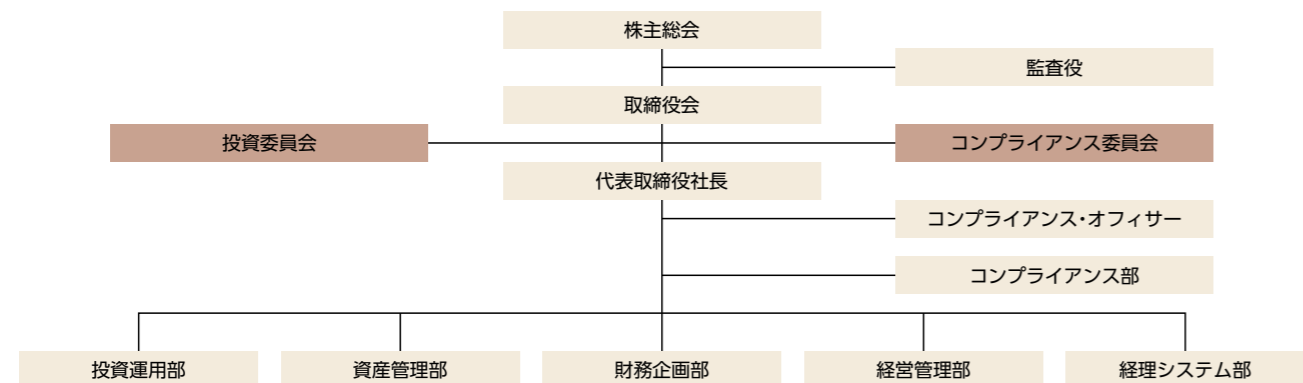 株主総会
監査役
取締役会
投資委員会
コンプライアンス委員会
代表取締役社長
コンプライアンス・オフィサー
コンプライアンス部
投資運用部
資産管理部
財務企画部
経営管理部
経理システム部